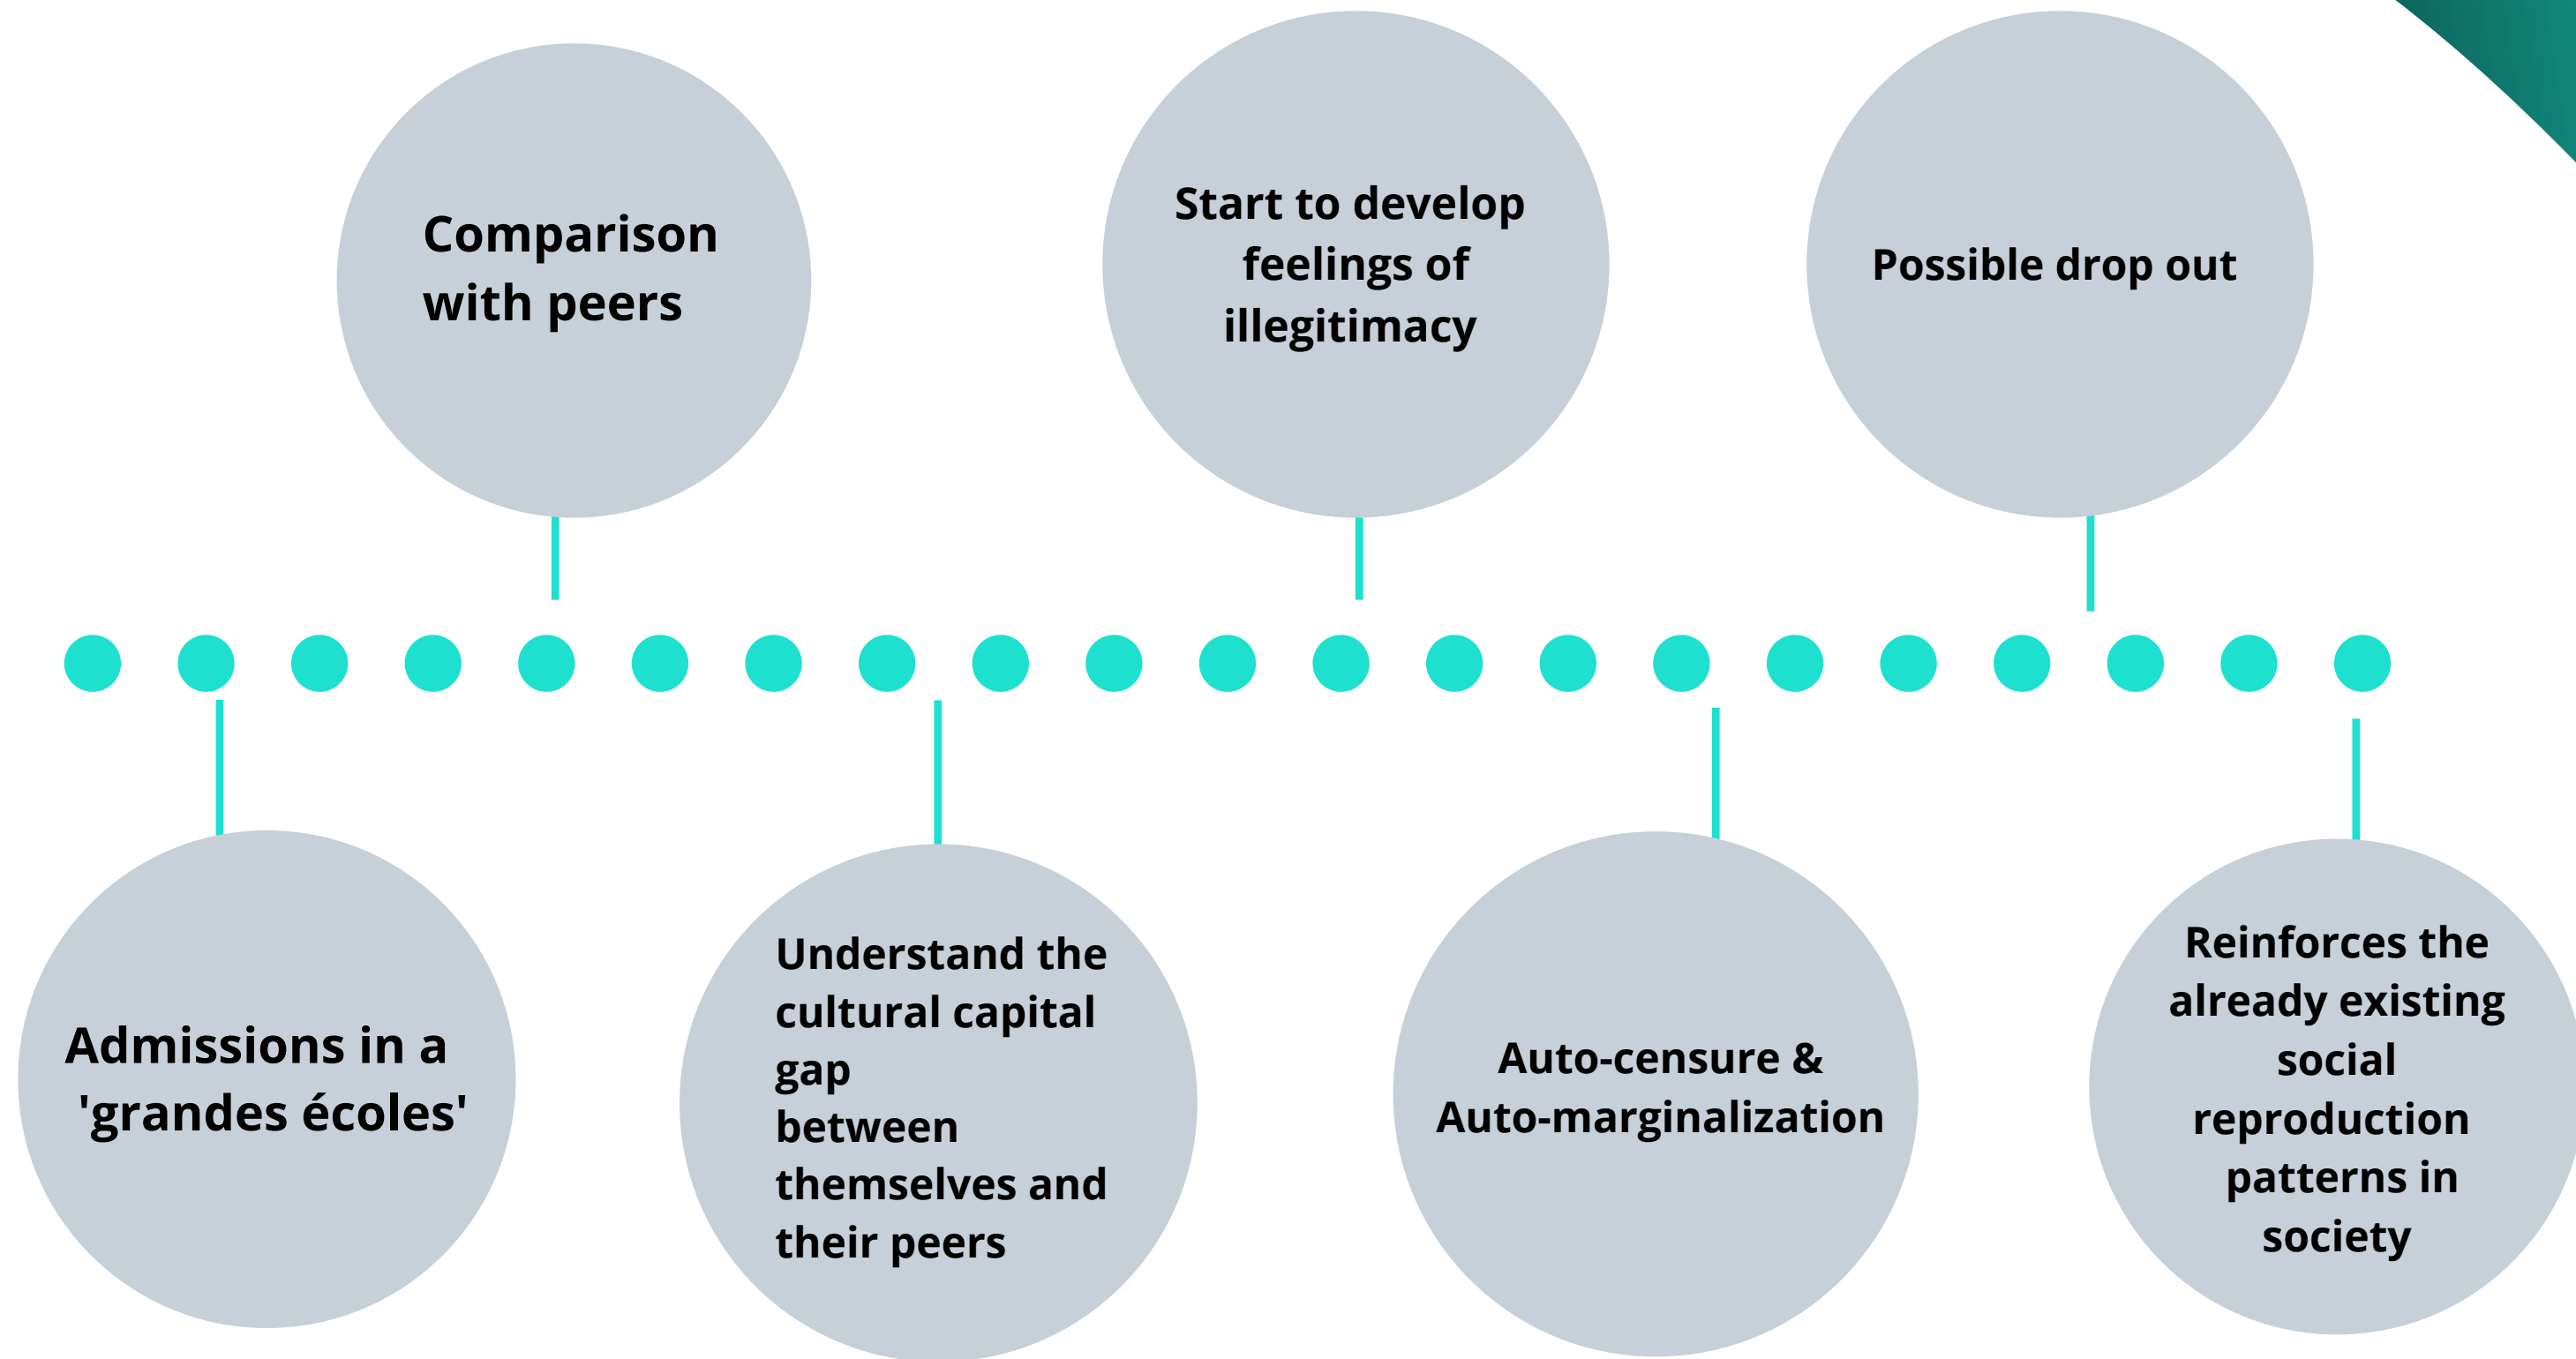 Comparison
with peers
Start to develop
feelings of
illegitimacy
Possible drop out
Admissions in a
'grandes écoles'
Understand the
cultural capital
gap
between
themselves and
their peers
Auto-censure &
Auto-marginalization
Reinforces the
already existing
social
reproduction
patterns in
society